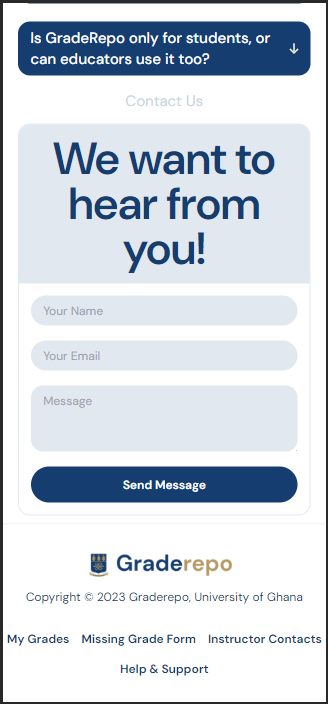 Is GradeRepo only for students, or
can educators use it too?
Contact Us
We want to
hear from
you!
Your Name
Your Email
Message
Send Message
Graderepo
Copyright © 2023 Graderepo, University of Ghana
My Grades Missing Grade Form Instructor Contacts
Help & Support